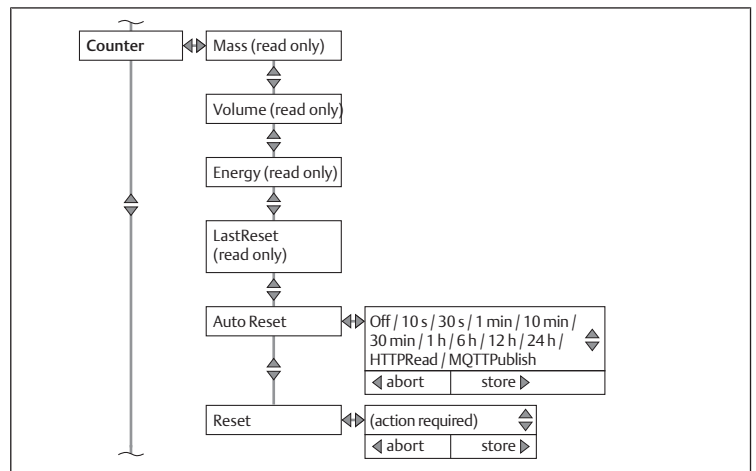 Counter
Mass (read only)
Volume (read only)
Energy (read only)
LastReset
(read only)
Auto Reset
Off / 10 s / 30 s / 1 min / 10 min /
30 min / 1 h / 6 h / 12 h / 24 h /
HTTPRead / MQTTPublish
abort store
Reset
(action required)
abort store